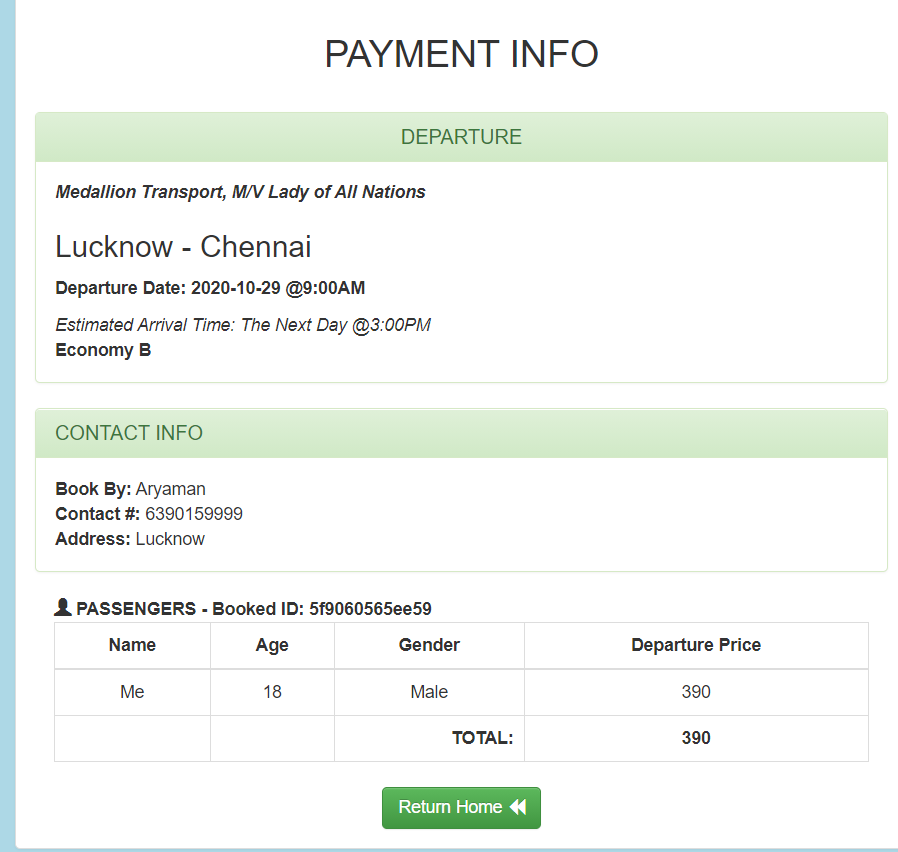 PAYMENT INFO
DEPARTURE
Medallion Transport, M/V Lady of All Nations
Lucknow - Chennai
Departure Date: 2020-10-29 @9:00AM
Estimated Arrival Time: The Next Day @3:00PM
Economy B
CONTACT INFO
Book By: Aryaman
Contact #: 6390159999
Address: Lucknow
PASSENGERS - Booked ID: 5f9060565ee59
Name Age Gender Departure Price
Me 18 Male 390
TOTAL: 390
Return Home